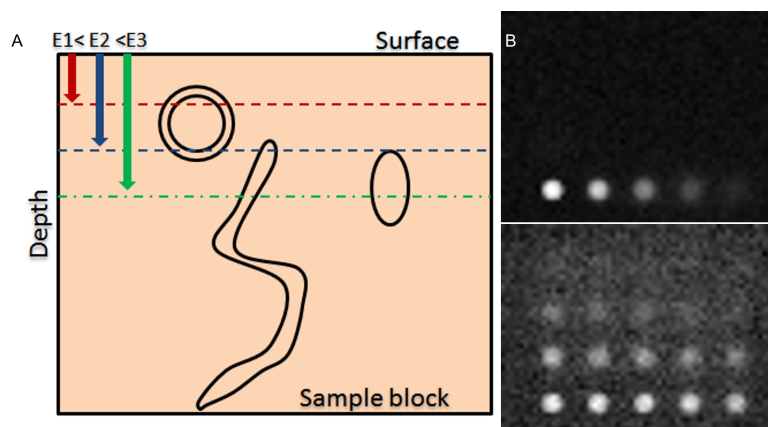 A
E1< E2 <E3
Surface
B
Depth
Sample block